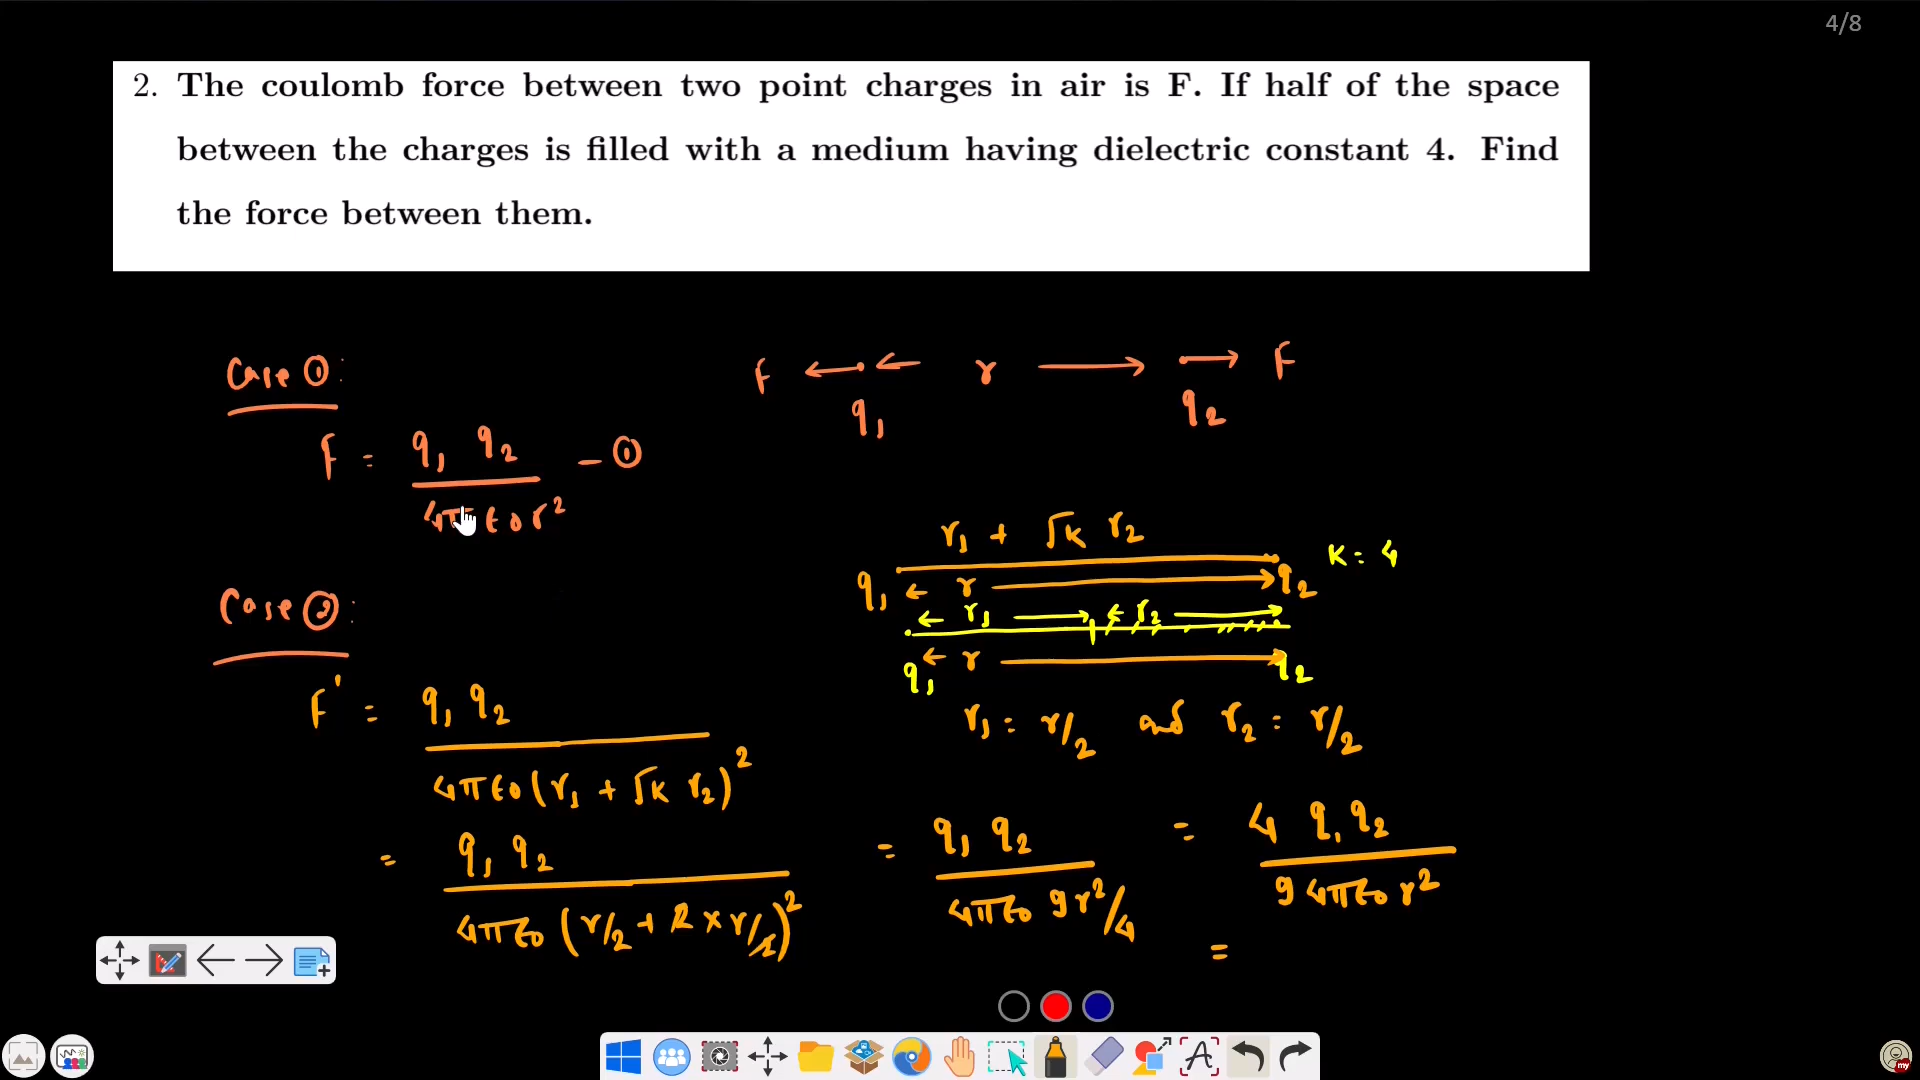 4/8
2. The coulomb force between two point charges in air is F. If half of the space
between the charges is filled with a medium having dielectric constant 4. Find
the force between them.
Case ① :
F ← ← r → → F
q₁ q₂
F = q₁ q₂ / 4πε₀r² - ①
r₁ + √k r₂
k = 4
q₁ ← r → q₂
← r₁ → ← r₂ →
q₁ ← r → q₂
r₁ = r/2 and r₂ = r/2
Case ② :
F' = q₁ q₂ / 4πε₀(r₁ + √k r₂)²
= q₁ q₂ / 4πε₀ (r/2 + 2 × r/2)² = q₁ q₂ / 4πε₀ 9r²/4 = 4 q₁q₂ / 9 4πε₀ r²
=
A
my